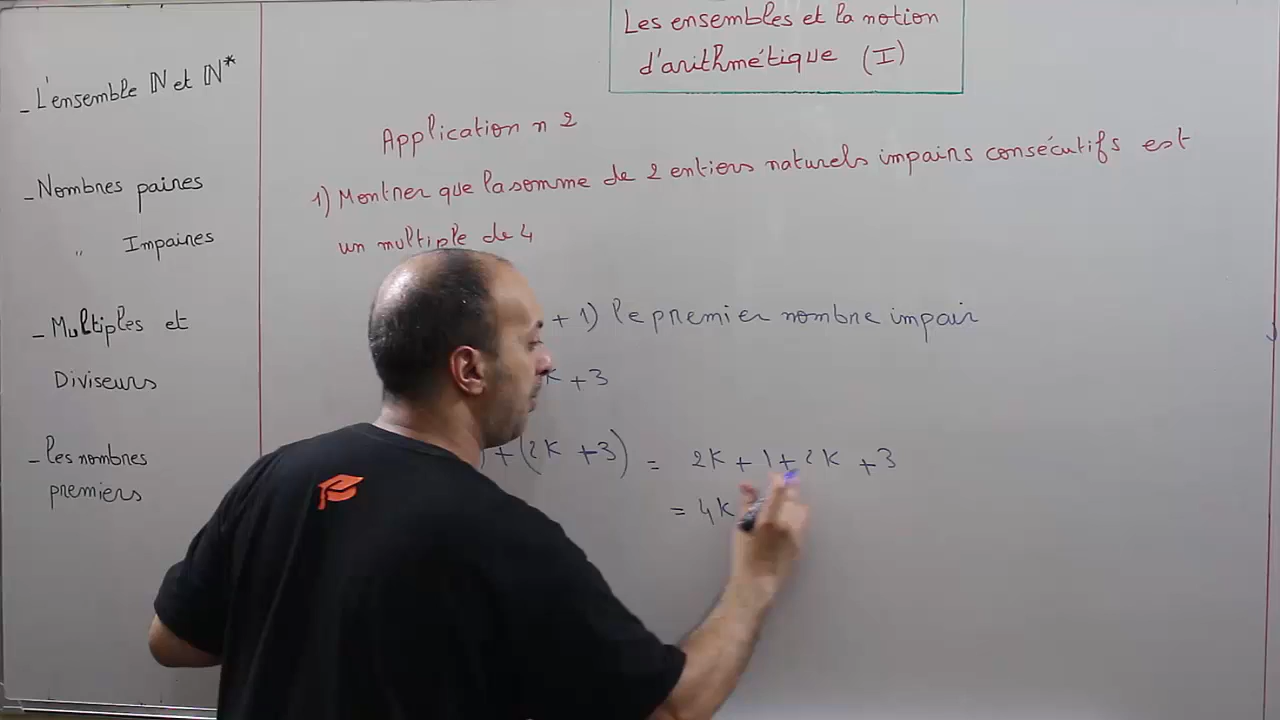 Les ensembles et la notion
d'arithmétique (I)
- L'ensemble ℕ et ℕ*
- Nombres paires
" Impaires
- Multiples et
Diviseurs
- les nombres
premiers
Application n 2
1) Montrer que la somme de 2 entiers naturels impairs consécutifs est
un multiple de 4
+ 1) le premier nombre impair
K + 3
) + (2K + 3) = 2K + 1 + 2K + 3
= 4K